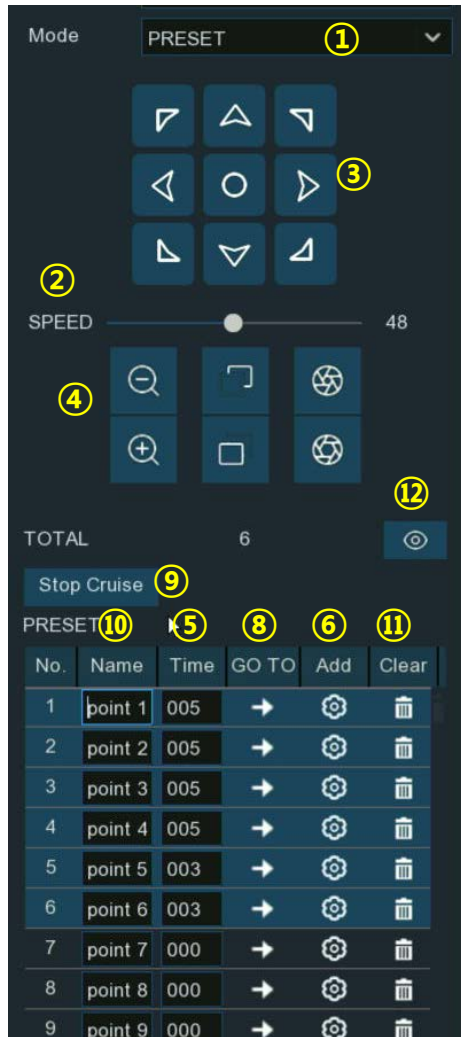 Mode PRESET ①
③
②
SPEED 48
④
⑫
TOTAL 6
Stop Cruise ⑨
PRESET ⑩ ⑤ ⑧ ⑥ ⑪
No. Name Time GO TO Add Clear
1 point 1 005
2 point 2 005
3 point 3 005
4 point 4 005
5 point 5 003
6 point 6 003
7 point 7 000
8 point 8 000
9 point 9 000